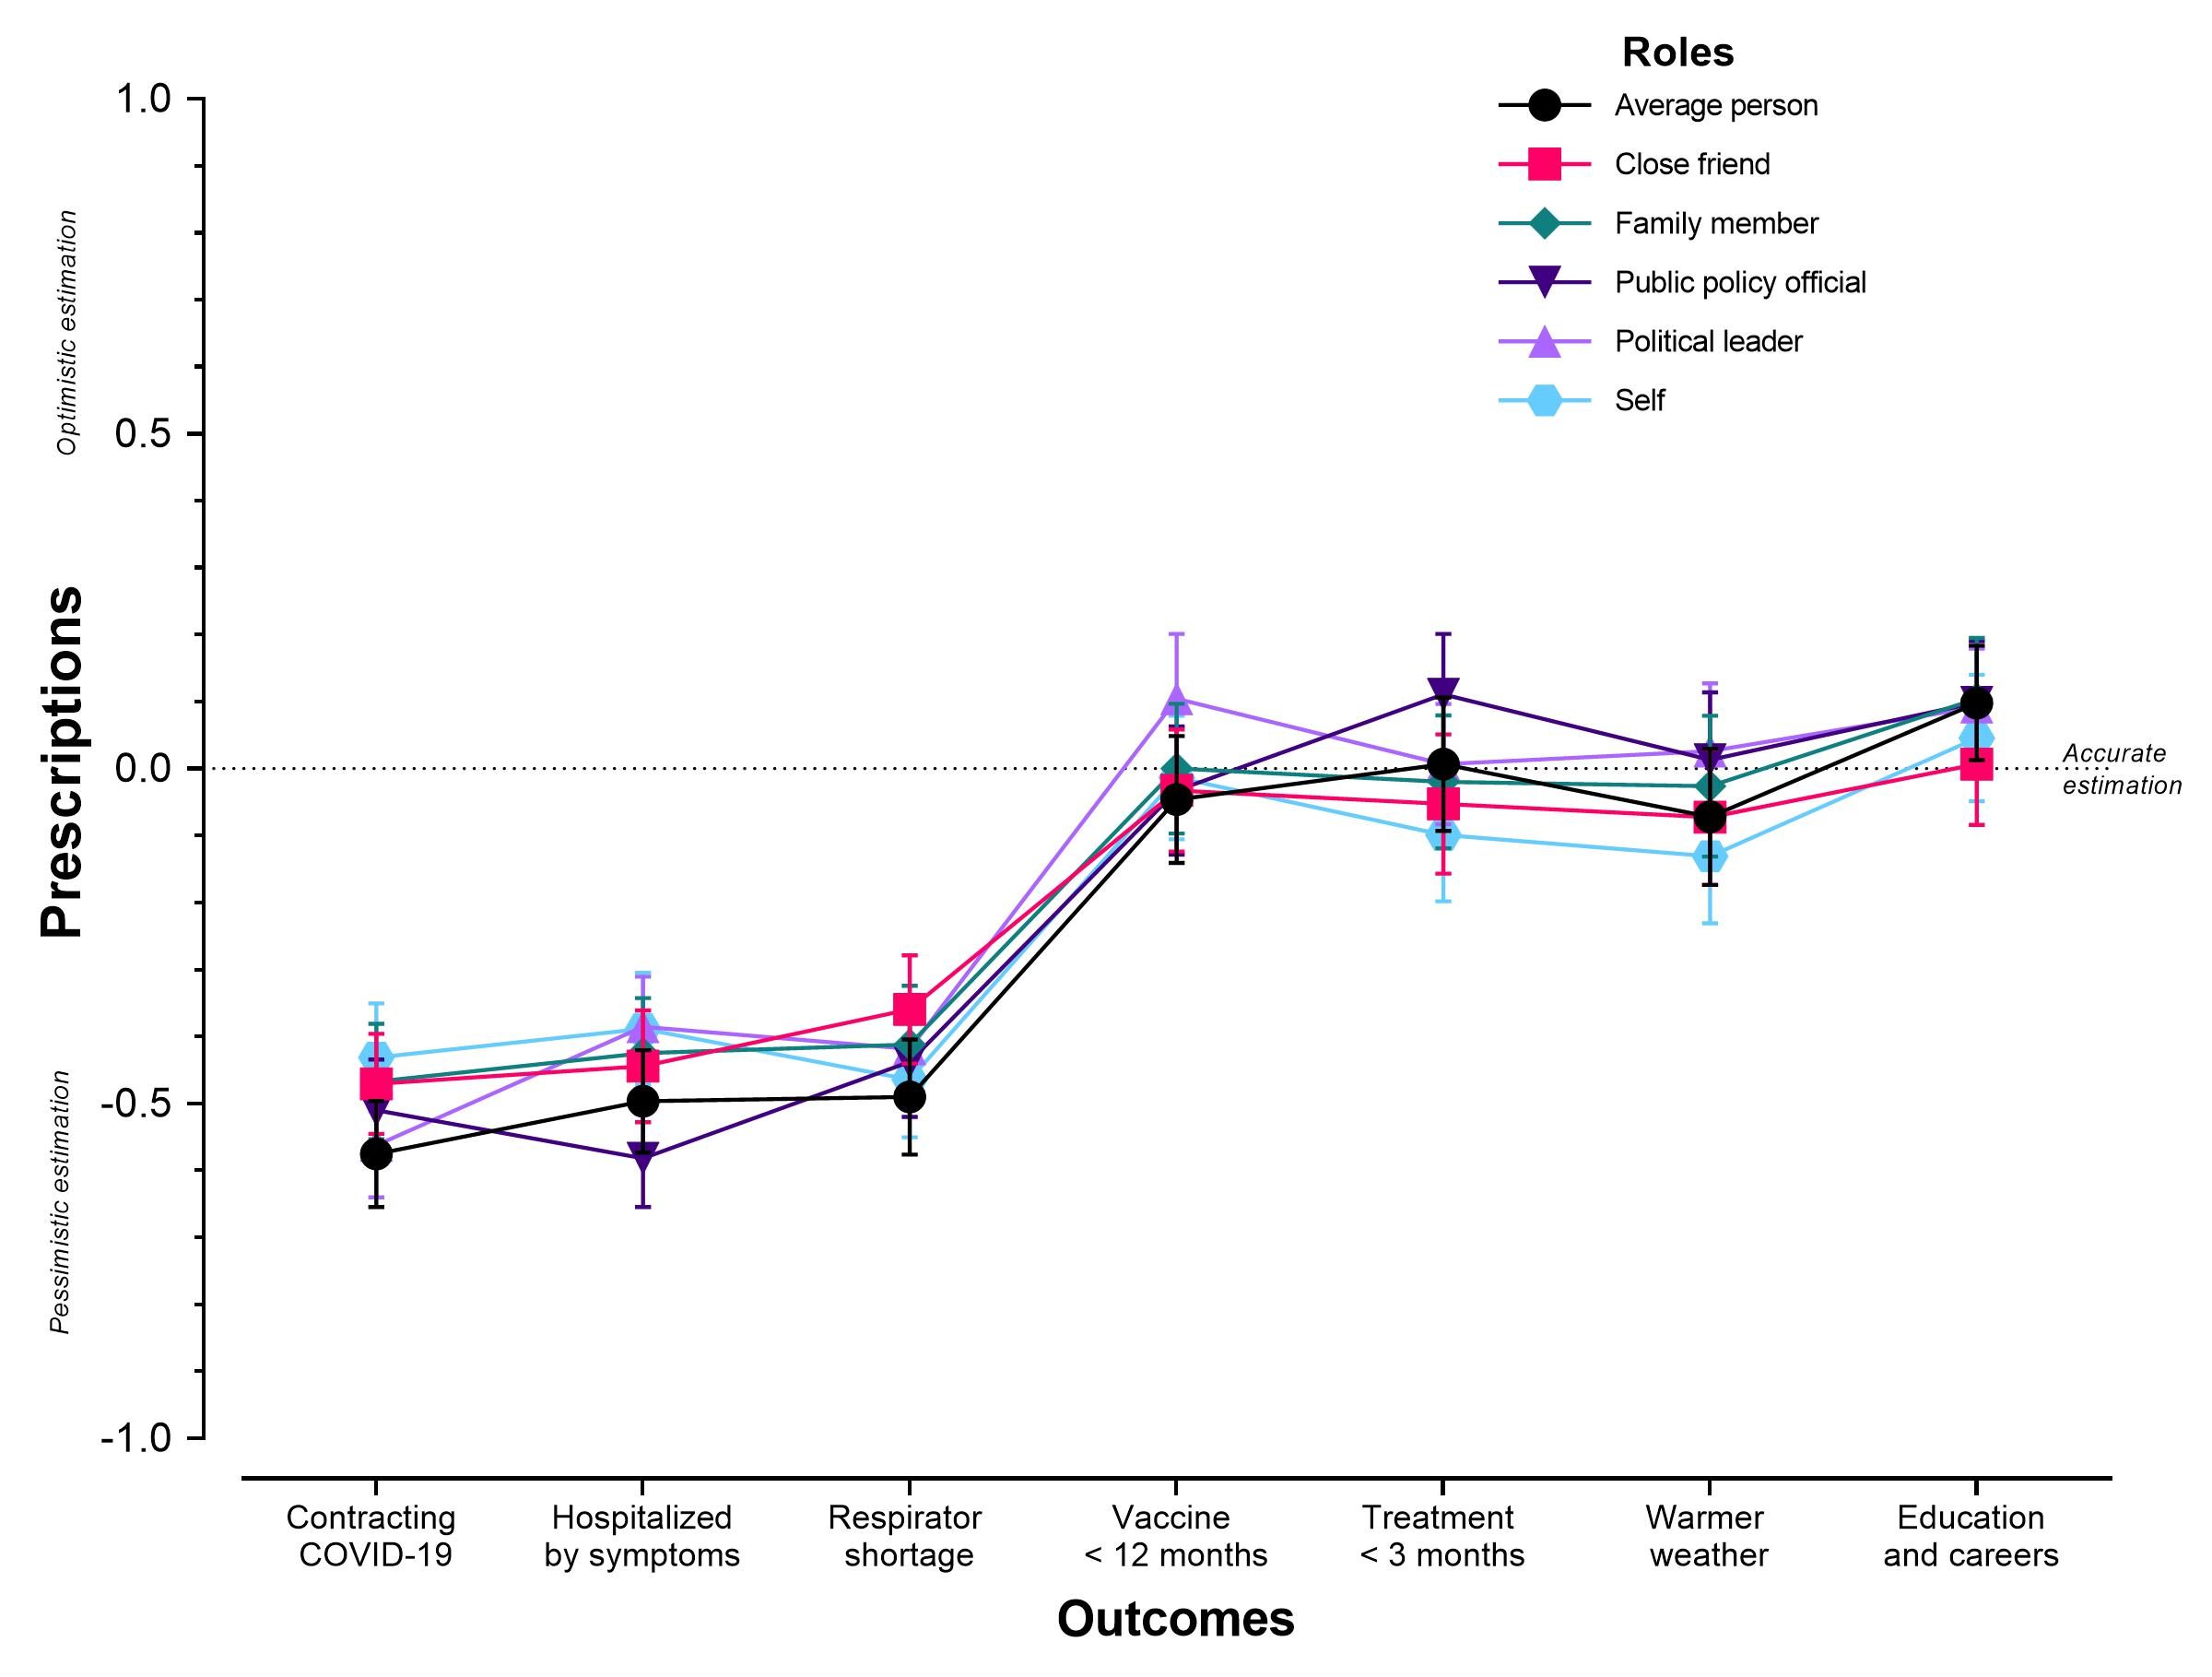 Roles
Average person
Close friend
Family member
Public policy official
Political leader
Self
1.0
0.5
0.0
-0.5
-1.0
Optimistic estimation
Prescriptions
Pessimistic estimation
Accurate
estimation
Contracting
COVID-19
Hospitalized
by symptoms
Respirator
shortage
Vaccine
< 12 months
Treatment
< 3 months
Warmer
weather
Education
and careers
Outcomes